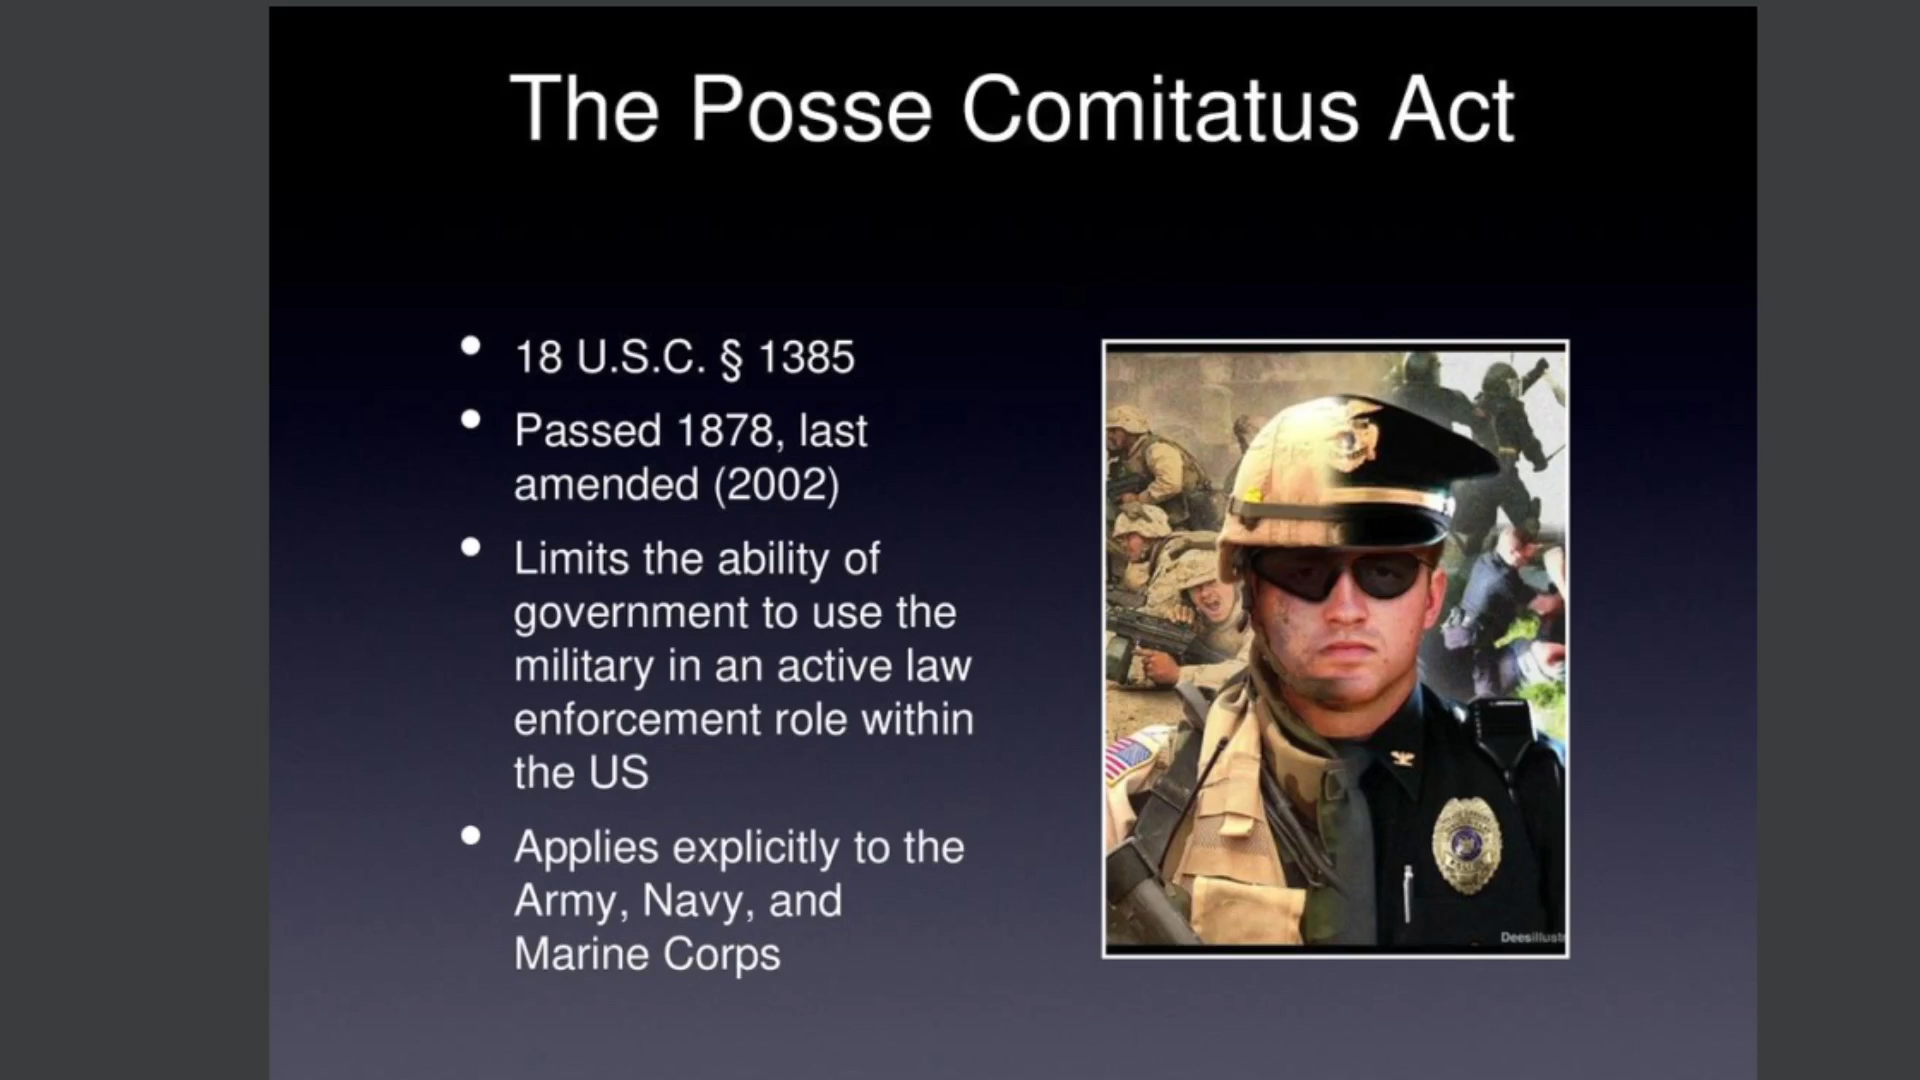 The Posse Comitatus Act
• 18 U.S.C. § 1385
• Passed 1878, last
amended (2002)
• Limits the ability of
government to use the
military in an active law
enforcement role within
the US
• Applies explicitly to the
Army, Navy, and
Marine Corps
Deesillustr